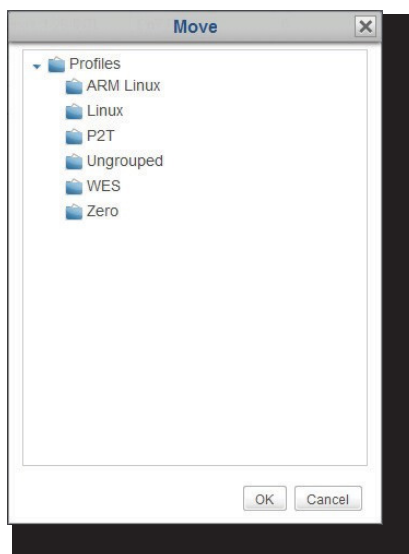 Move
Profiles
ARM Linux
Linux
P2T
Ungrouped
WES
Zero
OK Cancel